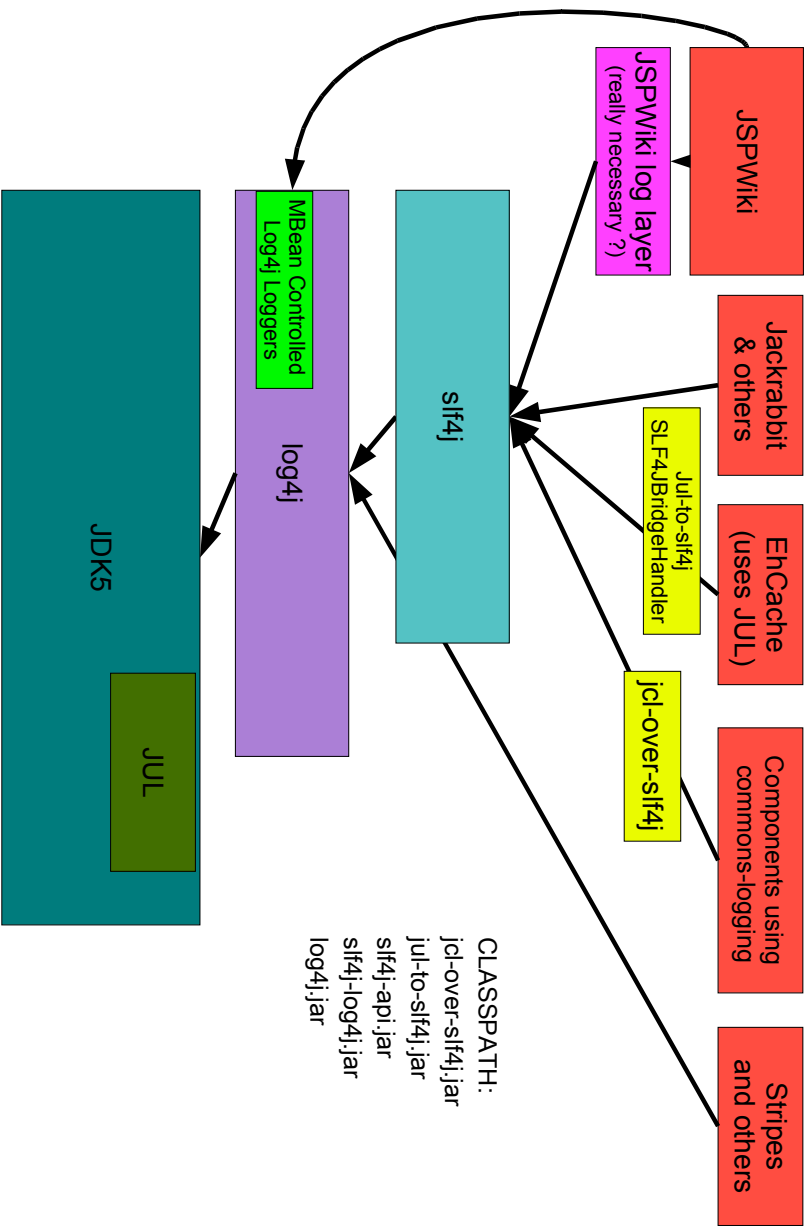 JSPWiki
Jackrabbit
& others
EhCache
(uses JUL)
Components using
commons-logging
Stripes
and others
JSPWiki log layer
(really necessary ?)
Jul-to-slf4j
SLF4JBridgeHandler
jcl-over-slf4j
slf4j
MBean Controlled
Log4j Loggers
log4j
JDK5
JUL
CLASSPATH:
jcl-over-slf4j.jar
jul-to-slf4j.jar
slf4j-api.jar
slf4j-log4j.jar
log4j.jar